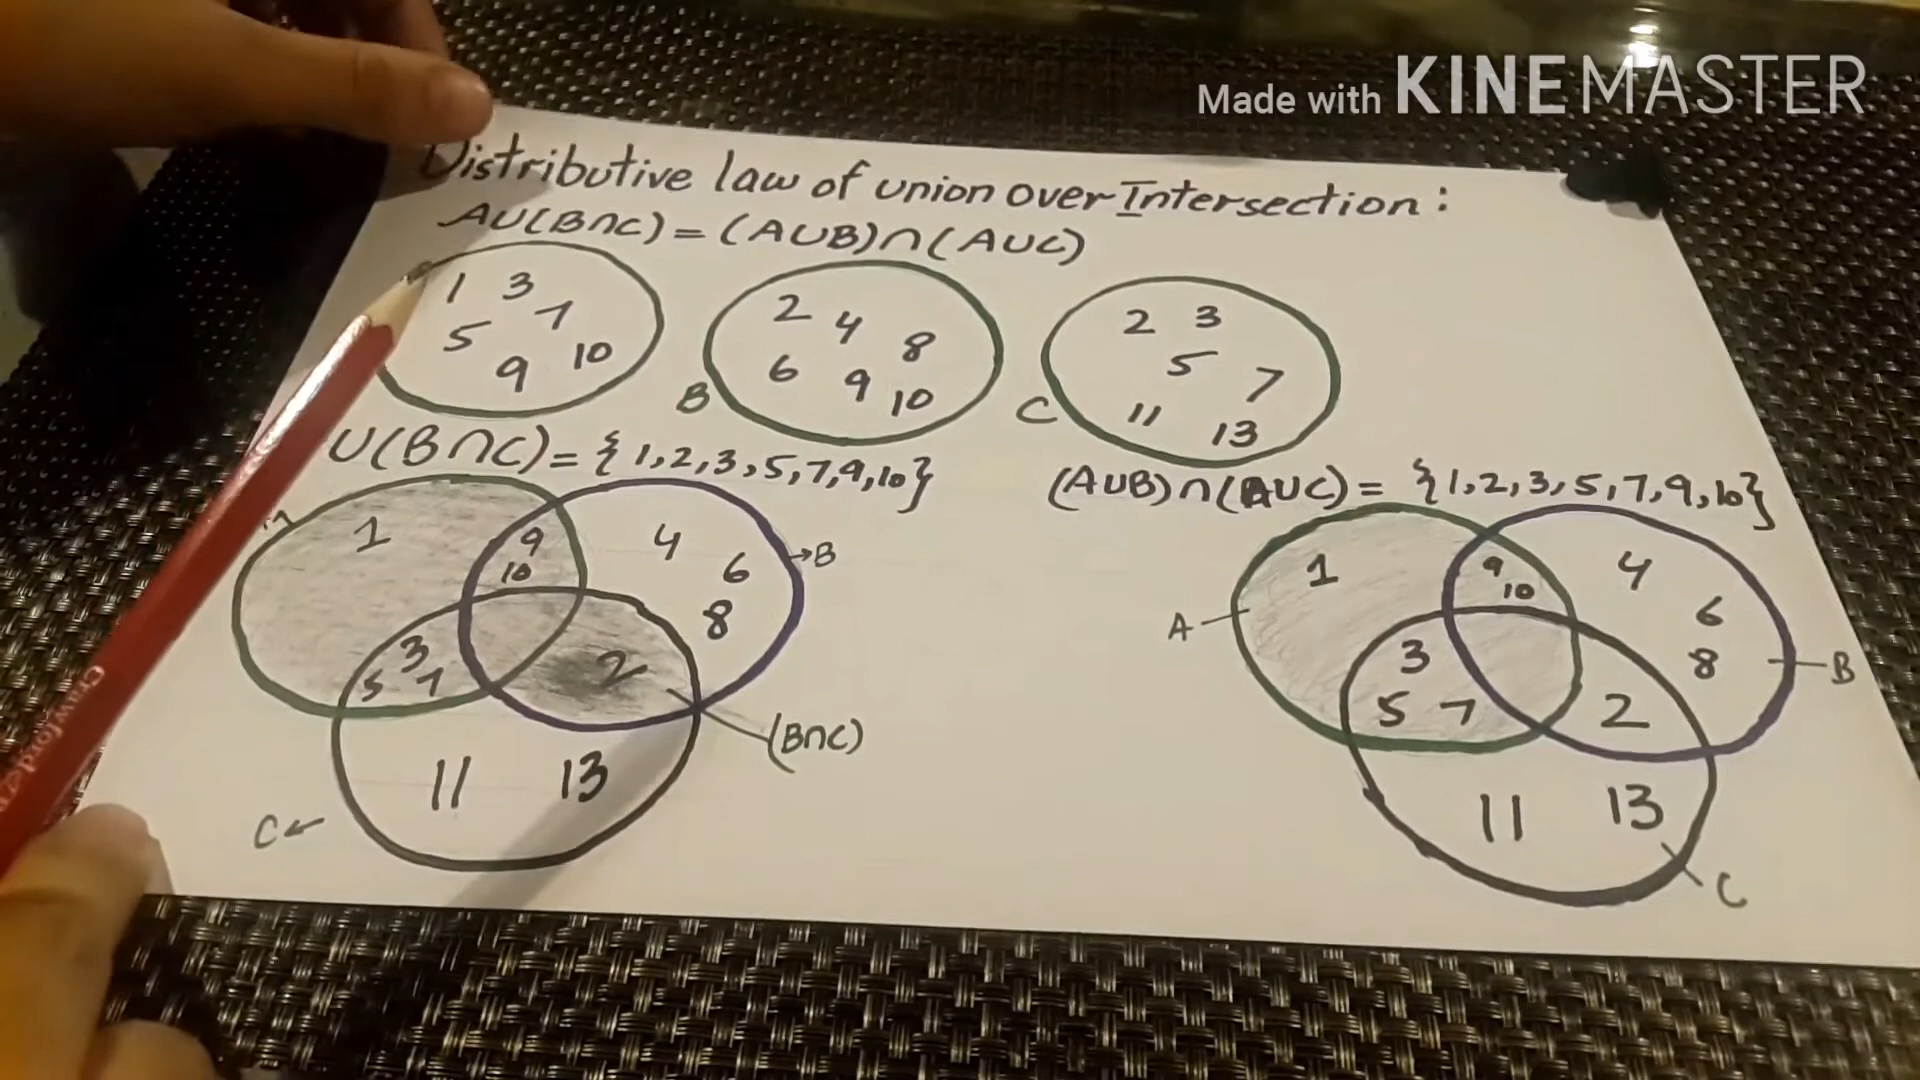 Made with KINEMASTER
Distributive law of union over Intersection:
AU(B∩C) = (AUB)∩(AUC)
1 3 7 5 9 10
2 4 8 6 9 10
B
2 3 5 7 11 13
C
U(B∩C) = {1,2,3,5,7,9,10}
(AUB)∩(AUC) = {1,2,3,5,7,9,10}
1
9
10
4
6
8
B
3
5 7
2
(B∩C)
11 13
C
A
1
9
10
4
6
8
B
3
5 7
2
11 13
C
Crawford